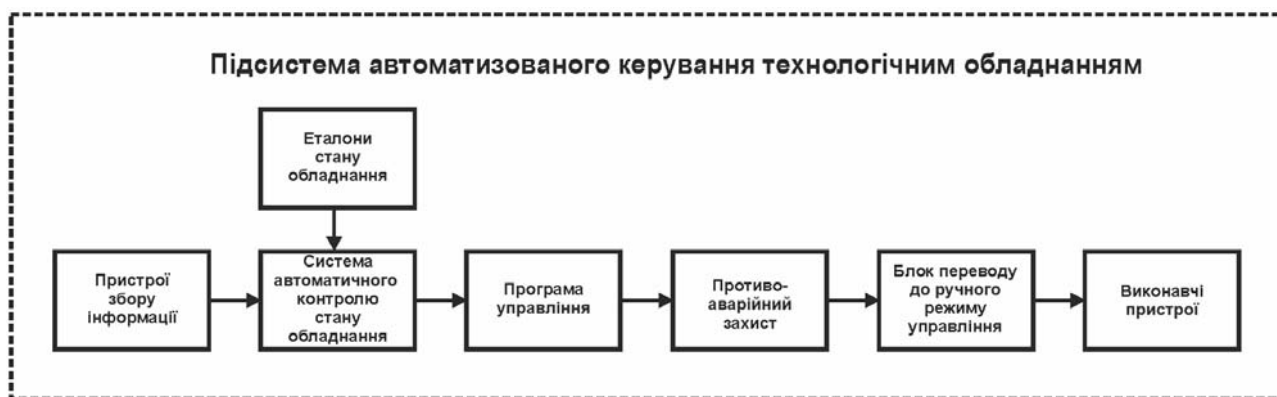 Підсистема автоматизованого керування технологічним обладнанням
Еталони
стану
обладнання
Пристрої
збору
інформації
Система
автоматичного
контролю
стану
обладнання
Програма
управління
Противо-
аварійний
захист
Блок переводу
до ручного
режиму
управління
Виконавчі
пристрої